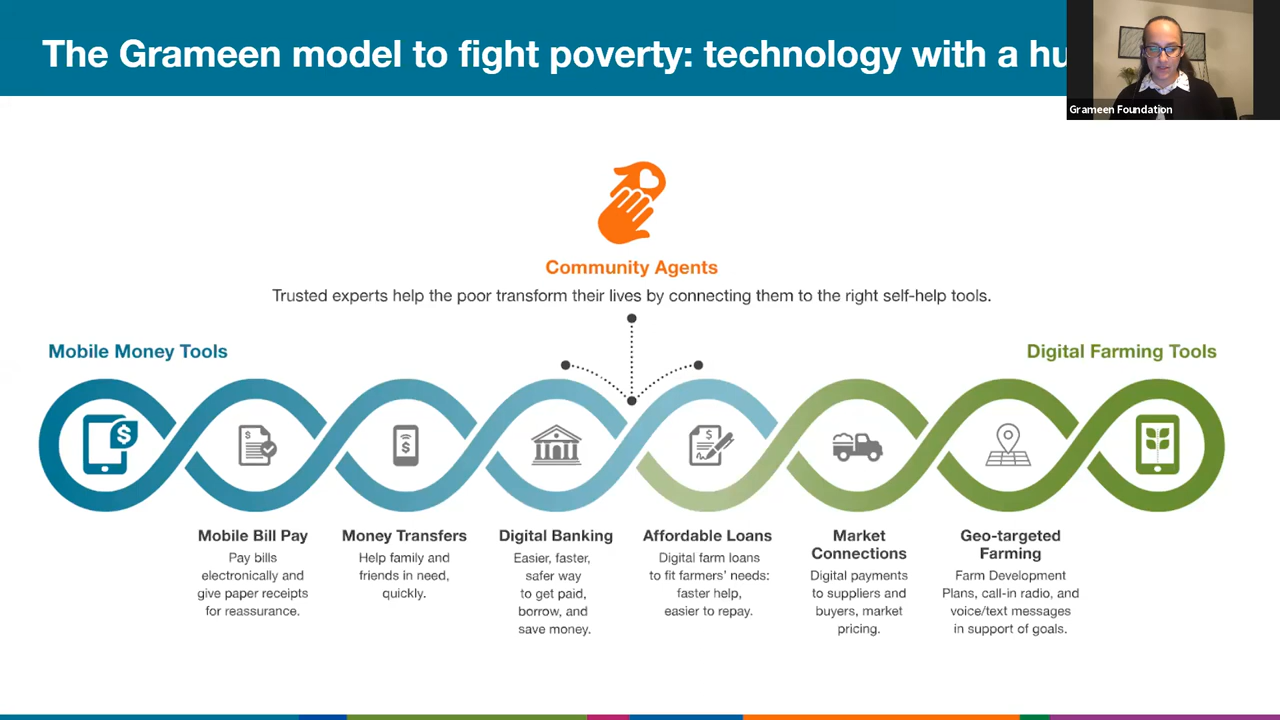 The Grameen model to fight poverty: technology with a hu
Grameen Foundation
Community Agents
Trusted experts help the poor transform their lives by connecting them to the right self-help tools.
Mobile Money Tools
Digital Farming Tools
Mobile Bill Pay
Pay bills
electronically and
give paper receipts
for reassurance.
Money Transfers
Help family and
friends in need,
quickly.
Digital Banking
Easier, faster,
safer way
to get paid,
borrow, and
save money.
Affordable Loans
Digital farm loans
to fit farmers' needs:
faster help,
easier to repay.
Market
Connections
Digital payments
to suppliers and
buyers, market
pricing.
Geo-targeted
Farming
Farm Development
Plans, call-in radio, and
voice/text messages
in support of goals.